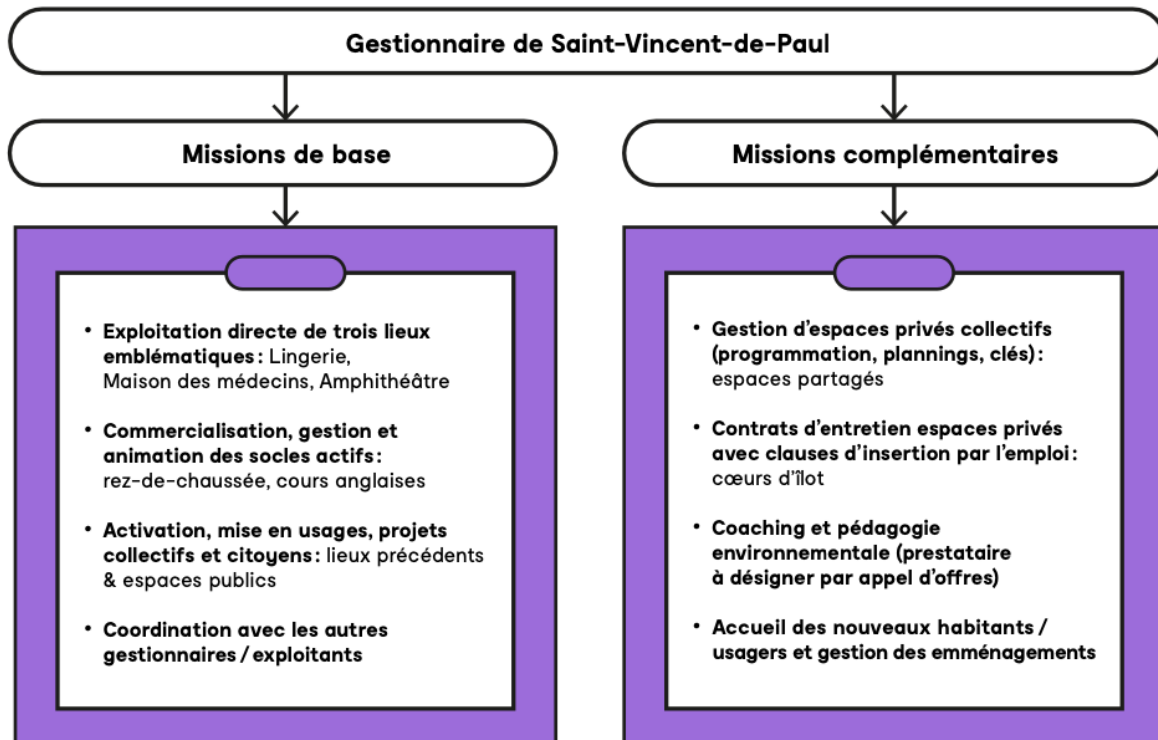 Gestionnaire de Saint-Vincent-de-Paul
Missions de base
• Exploitation directe de trois lieux
emblématiques : Lingerie,
Maison des médecins, Amphithéâtre
• Commercialisation, gestion et
animation des socles actifs :
rez-de-chaussée, cours anglaises
• Activation, mise en usages, projets
collectifs et citoyens : lieux précédents
& espaces publics
• Coordination avec les autres
gestionnaires / exploitants
Missions complémentaires
• Gestion d’espaces privés collectifs
(programmation, plannings, clés) :
espaces partagés
• Contrats d’entretien espaces privés
avec clauses d’insertion par l’emploi :
cœurs d’îlot
• Coaching et pédagogie
environnementale (prestataire
à désigner par appel d’offres)
• Accueil des nouveaux habitants /
usagers et gestion des emménagements